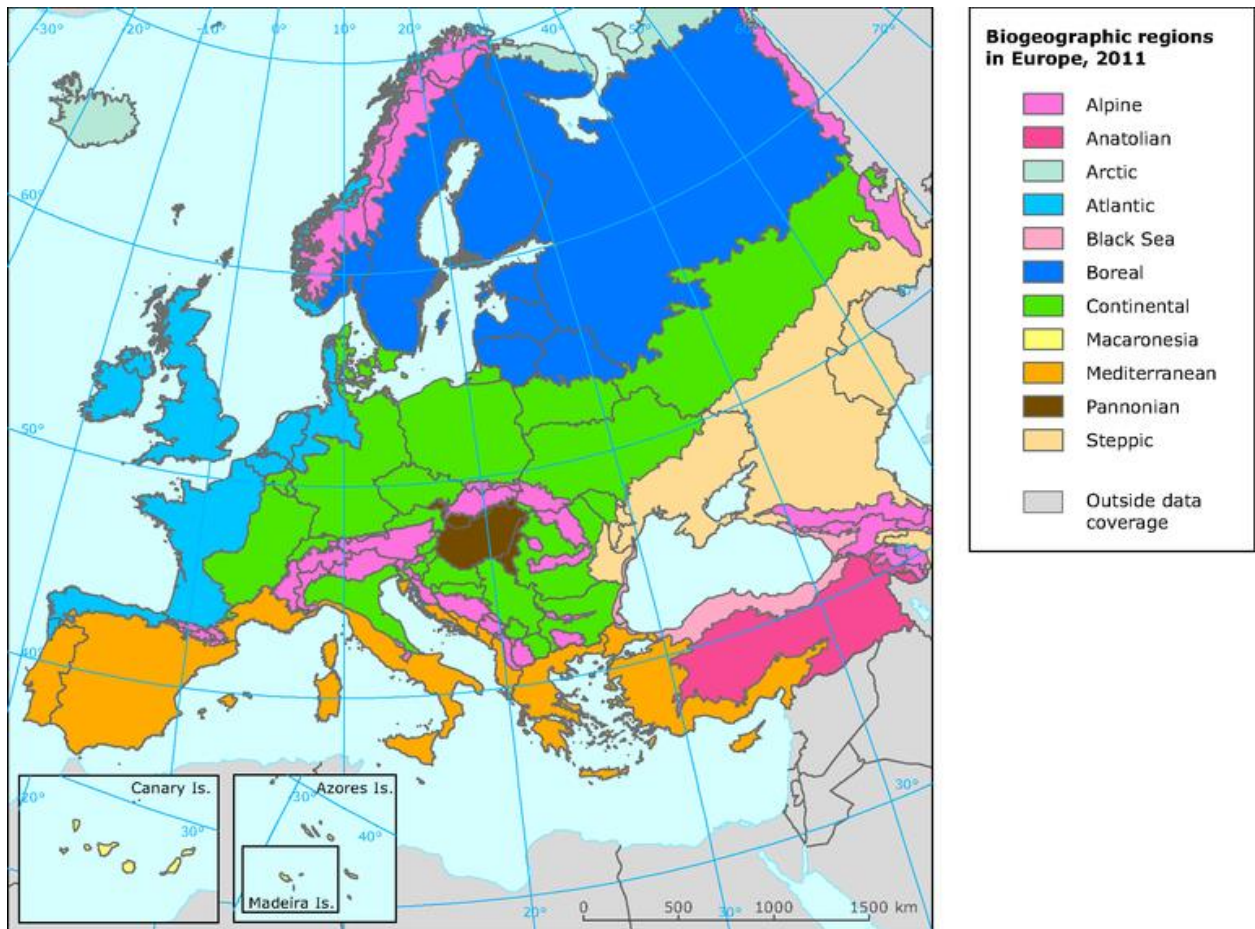 -30°
-20°
-10°
0°
10°
20°
30°
40°
50°
60°
70°
60°
50°
40°
Canary Is.
20°
30°
Azores Is.
30°
40°
Madeira Is.
20°
30°
30°
0 500 1000 1500 km
Biogeographic regions
in Europe, 2011
Alpine
Anatolian
Arctic
Atlantic
Black Sea
Boreal
Continental
Macaronesia
Mediterranean
Pannonian
Steppic
Outside data
coverage